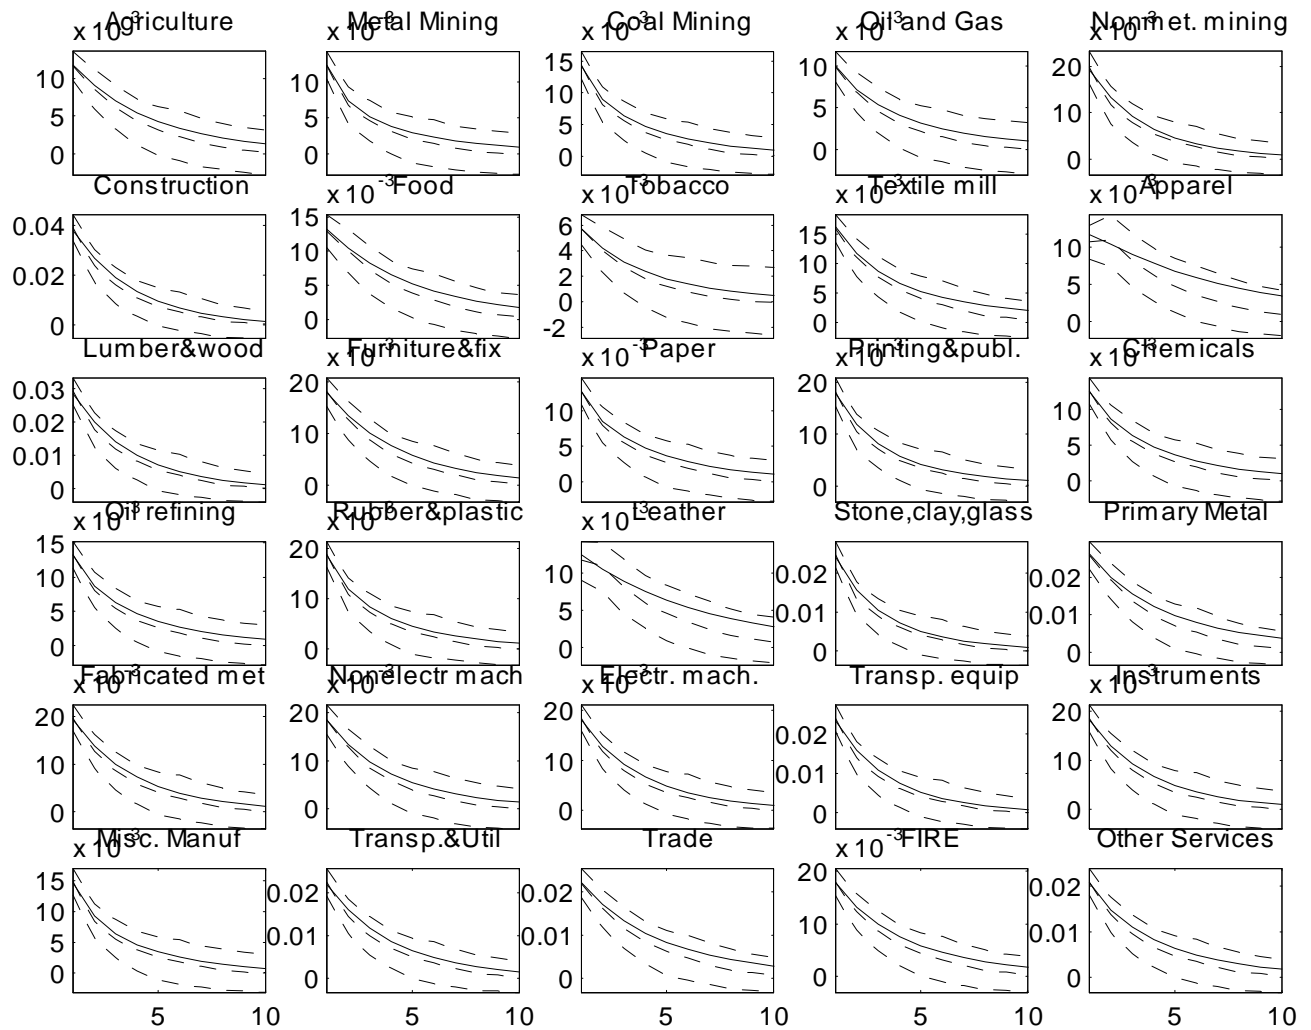 Agriculture Metal Mining Coal Mining Oil and Gas Nonmet. mining
x 10-3 x 10-3 x 10-3 x 10-3 x 10-3
10 5 0 10 5 0 15 10 5 0 10 5 0 20 10 0
Construction Food Tobacco Textile mill Apparel
x 10-3 x 10-3 x 10-3 x 10-3
0.04 0.02 0 15 10 5 0 6 4 2 0 -2 15 10 5 0 10 5 0
Lumber&wood Furniture&fix Paper Printing&publ. Chemicals
x 10-3 x 10-3 x 10-3 x 10-3
0.03 0.02 0.01 0 20 10 0 10 5 0 20 10 0 10 5 0
Oil refining Rubber&plastic Leather Stone,clay,glass Primary Metal
x 10-3 x 10-3 x 10-3
15 10 5 0 20 10 0 10 5 0 0.02 0.01 0 0.02 0.01 0
Fabricated met Nonelectr mach Electr. mach. Transp. equip Instruments
x 10-3 x 10-3 x 10-3 x 10-3
20 10 0 20 10 0 20 10 0 0.02 0.01 0 20 10 0
Misc. Manuf Transp.&Util Trade FIRE Other Services
x 10-3 x 10-3
15 10 5 0 0.02 0.01 0 0.02 0.01 0 20 10 0 0.02 0.01 0
5 10 5 10 5 10 5 10 5 10